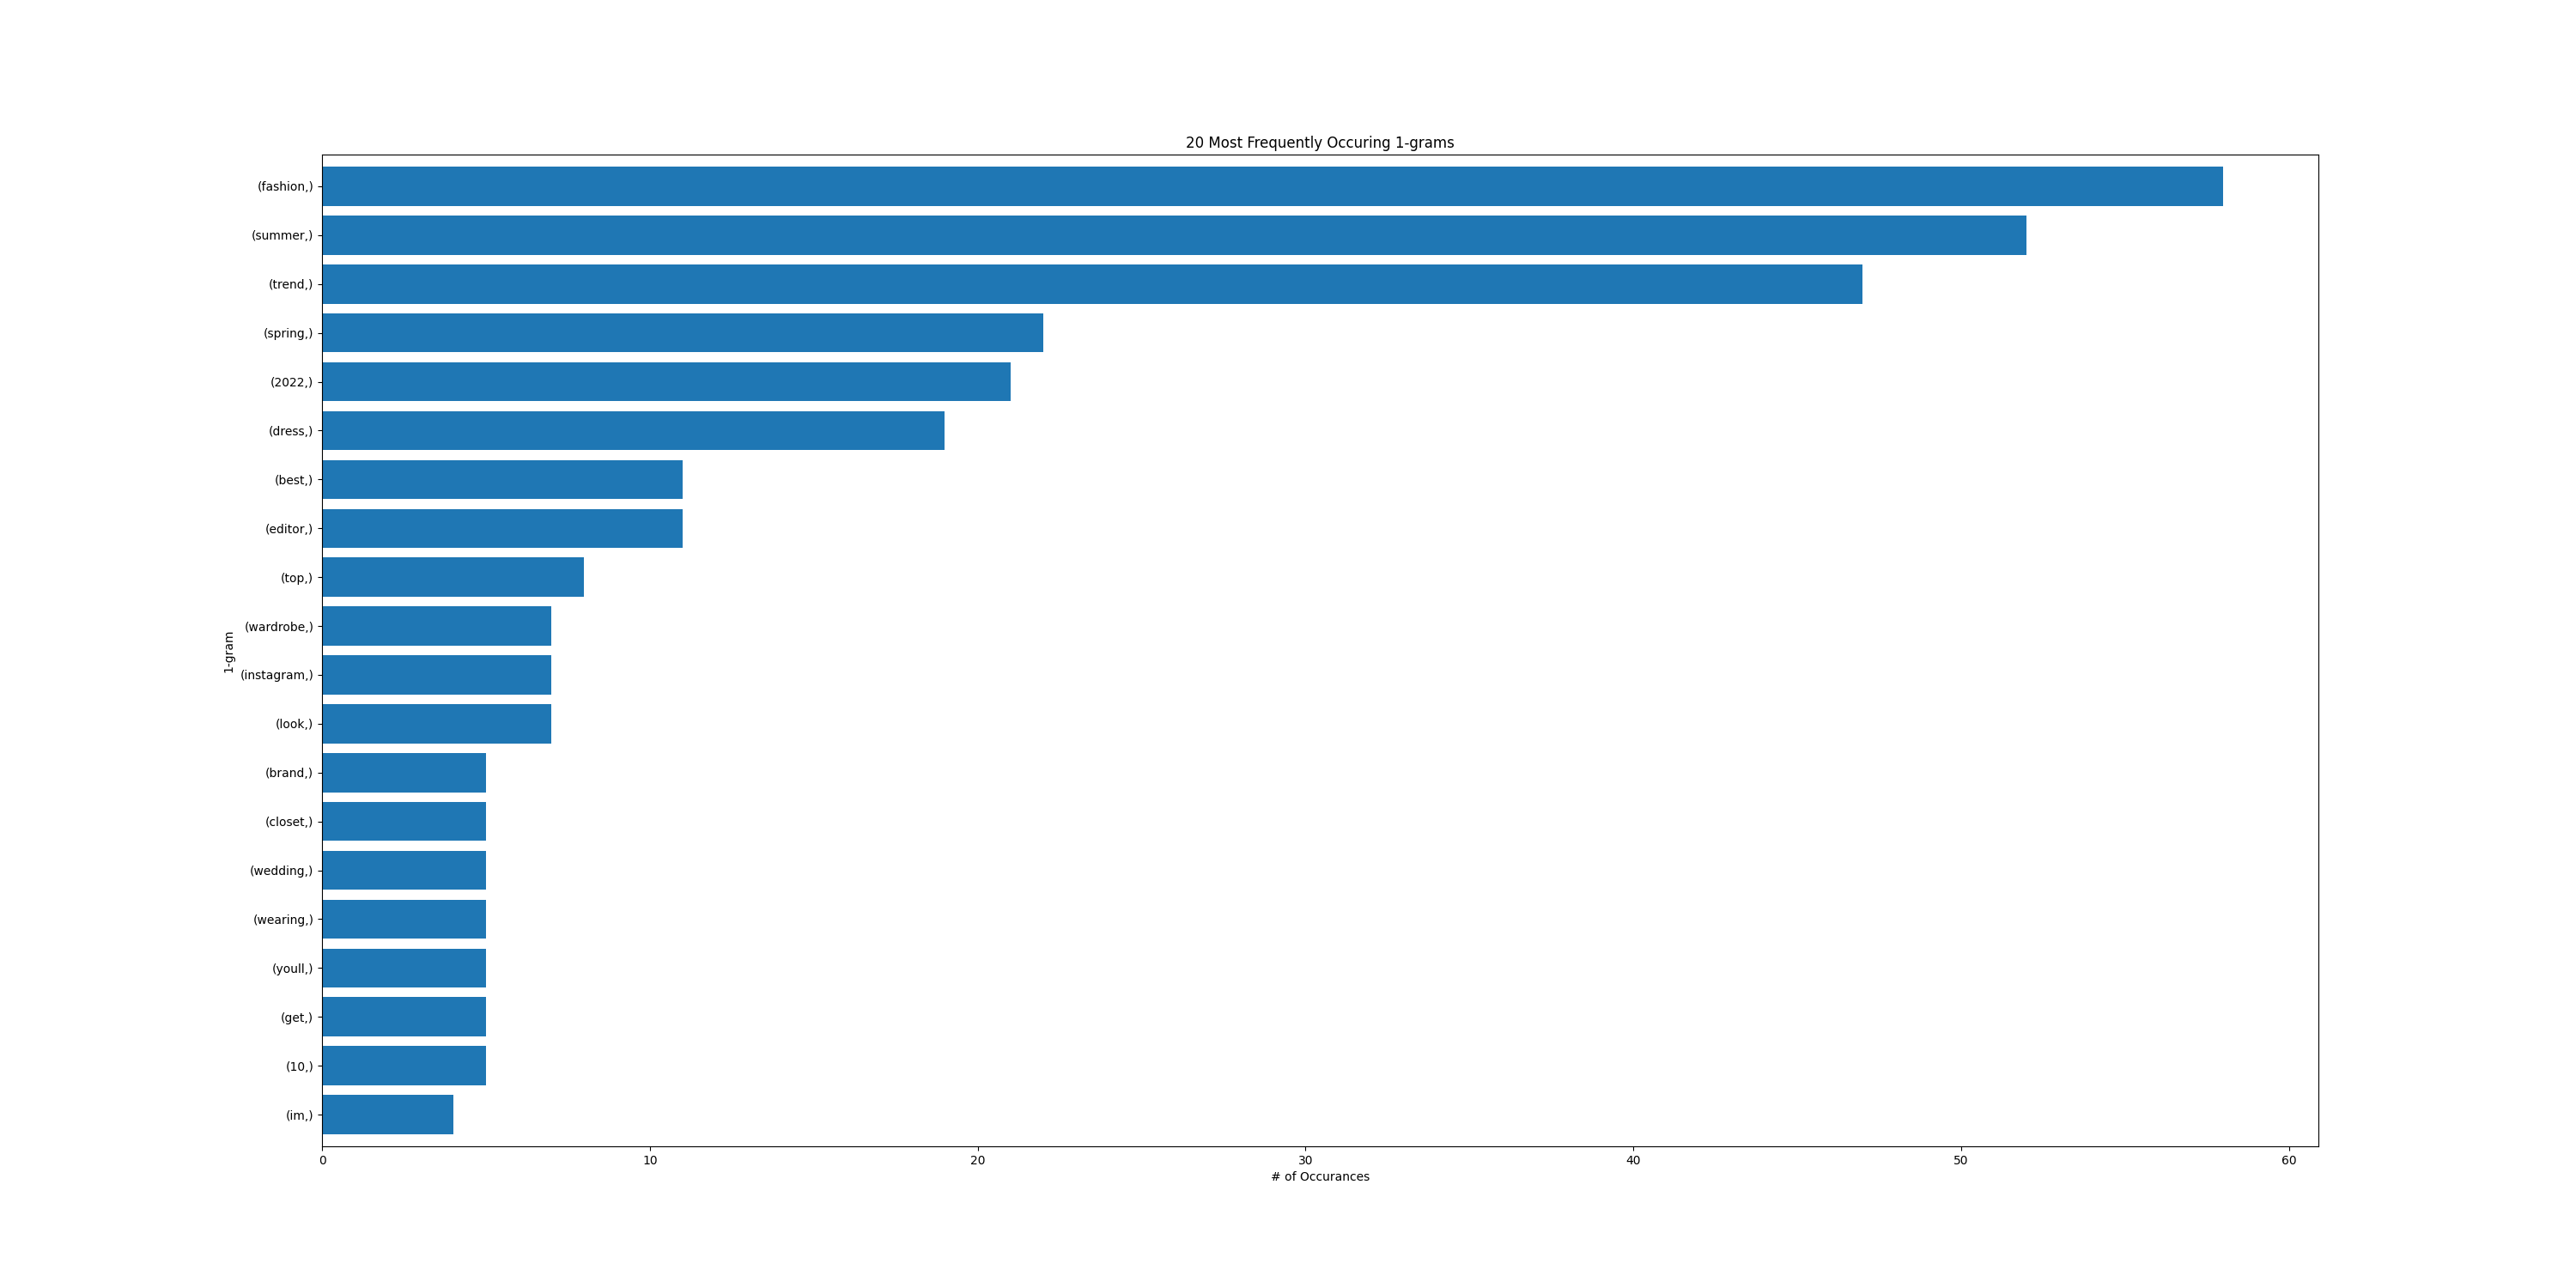 20 Most Frequently Occuring 1-grams
(fashion,)
(summer,)
(trend,)
(spring,)
(2022,)
(dress,)
(best,)
(editor,)
(top,)
(wardrobe,)
(instagram,)
(look,)
(brand,)
(closet,)
(wedding,)
(wearing,)
(youll,)
(get,)
(10,)
(im,)
1-gram
0 10 20 30 40 50 60
# of Occurances